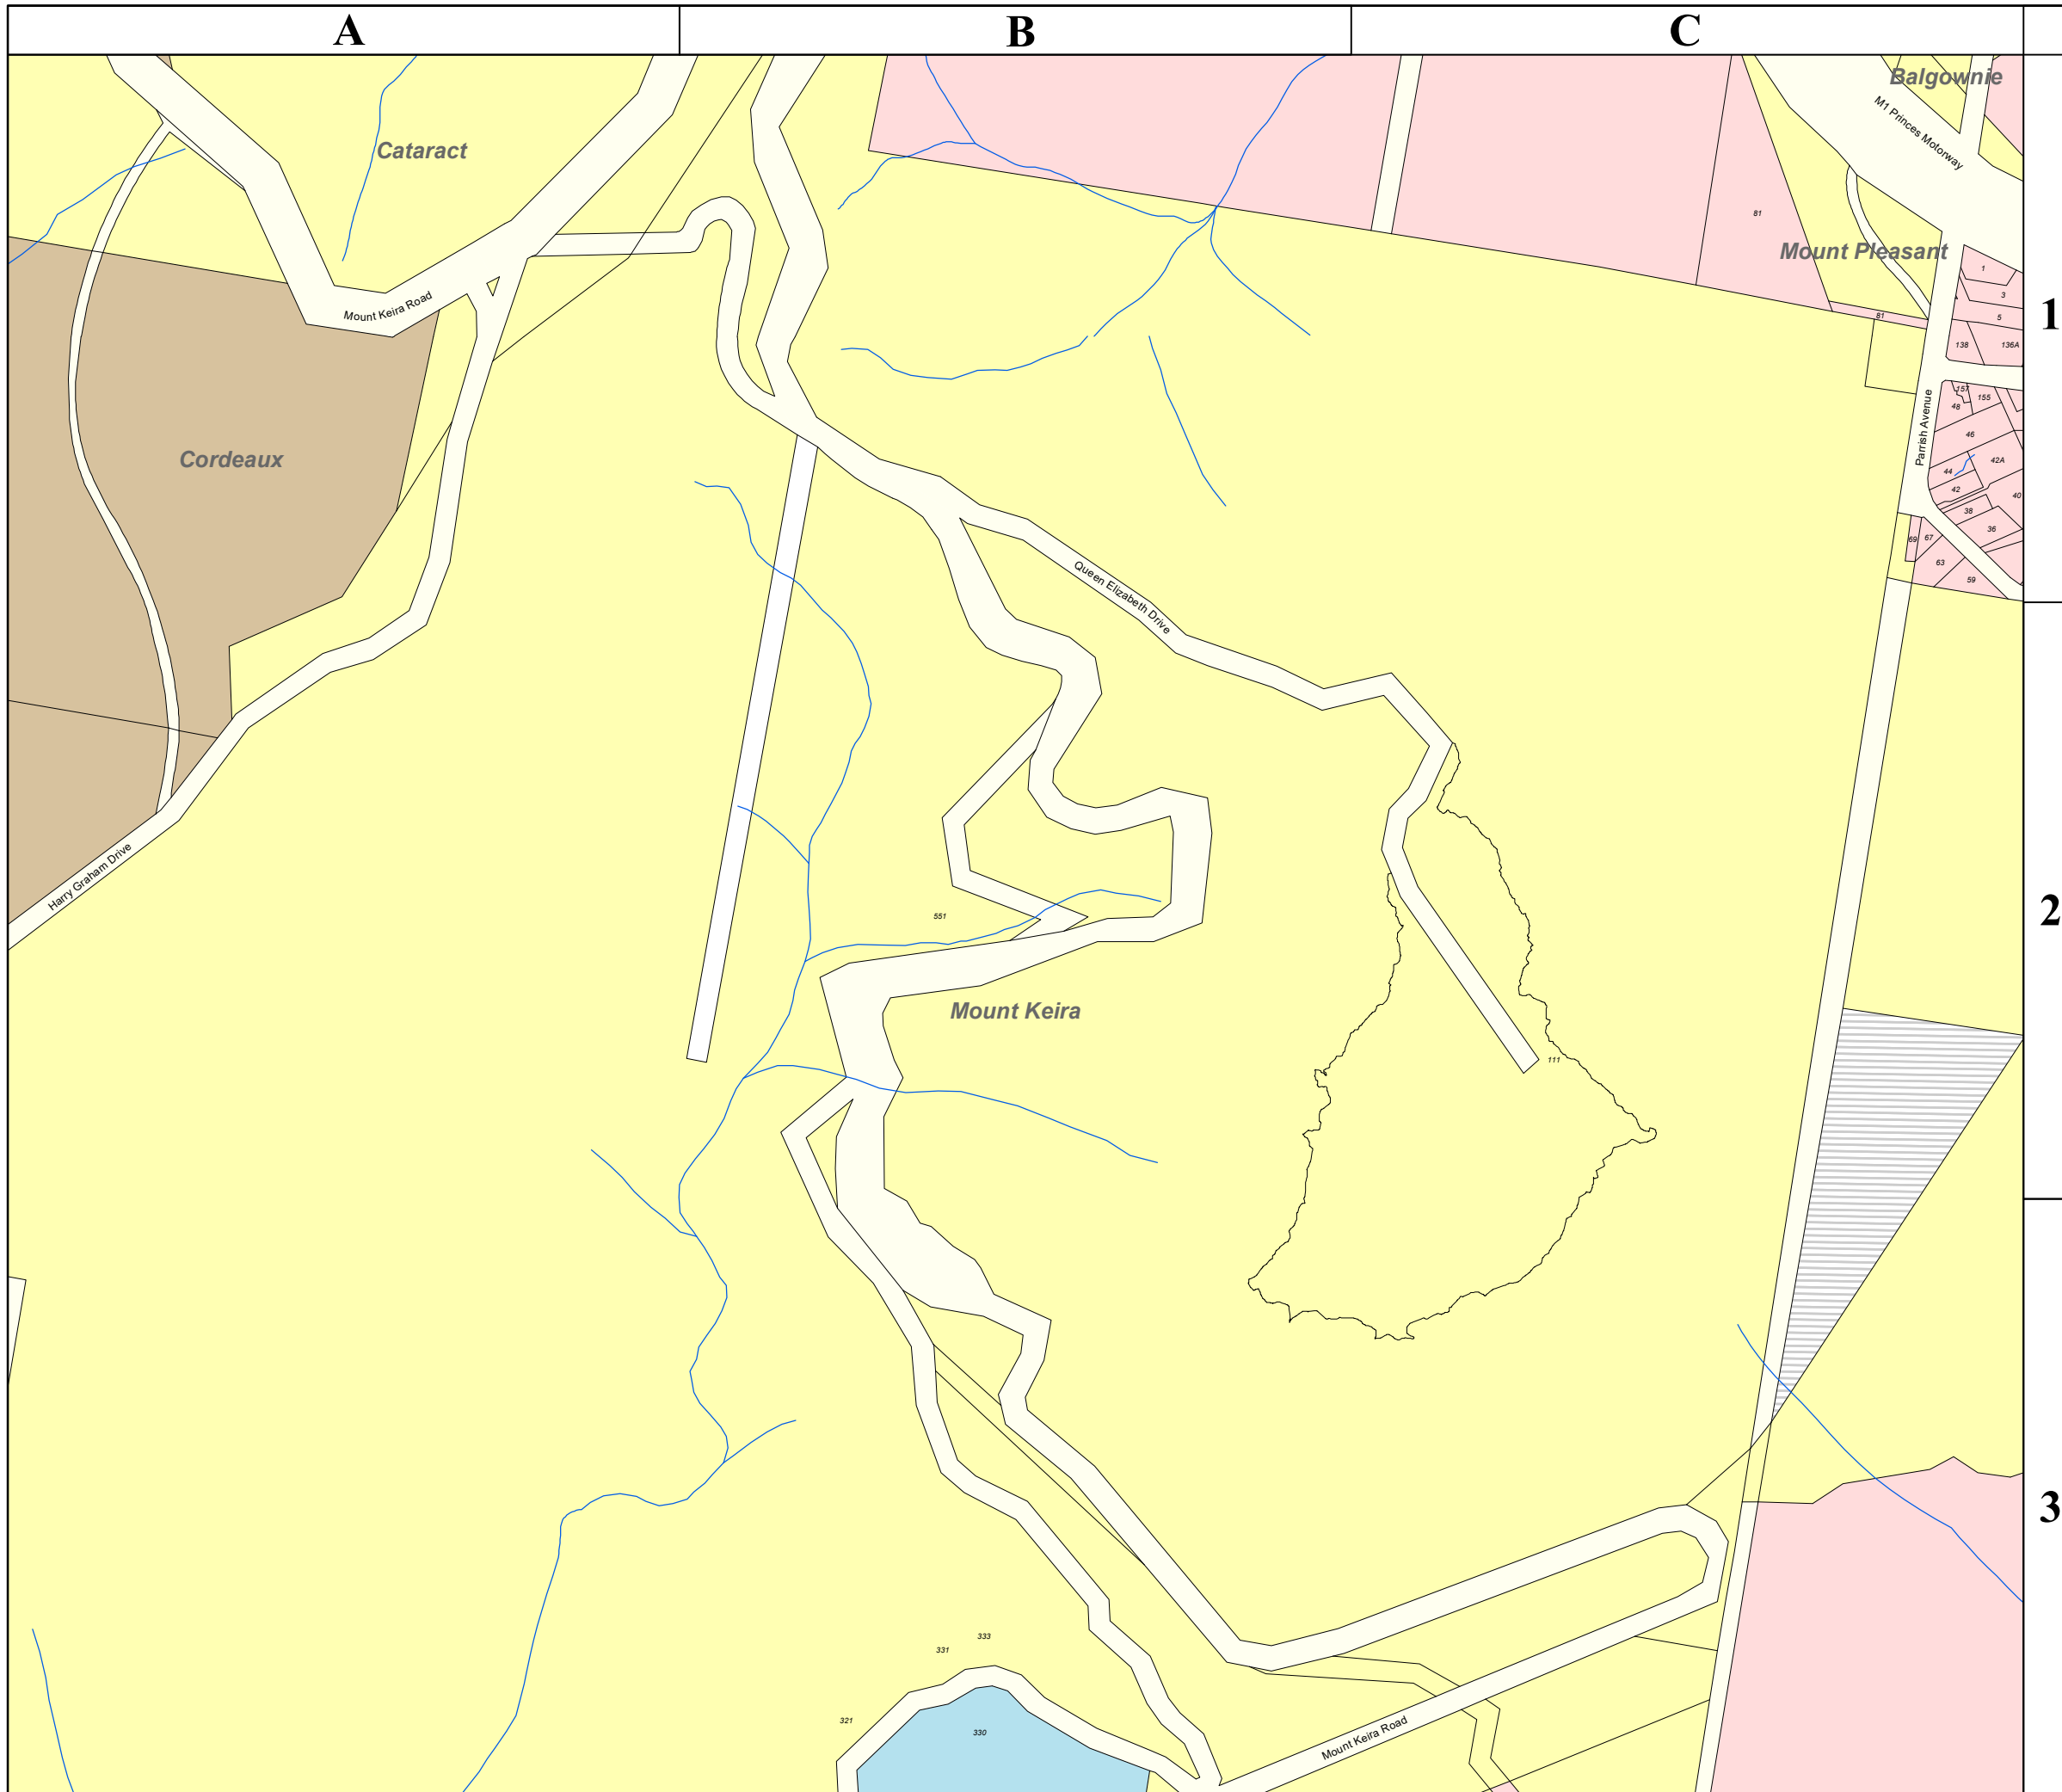 A
B
C
Balgownie
M1 Princes Motorway
Cataract
81
Mount Pleasant
1
3
Mount Keira Road
81
5
1
138
136A
157
155
48
Parrish Avenue
46
Cordeaux
42A
44
42
40
38
36
69
67
63
59
Queen Elizabeth Drive
Harry Graham Drive
551
2
Mount Keira
111
3
333
331
321
330
Mount Keira Road